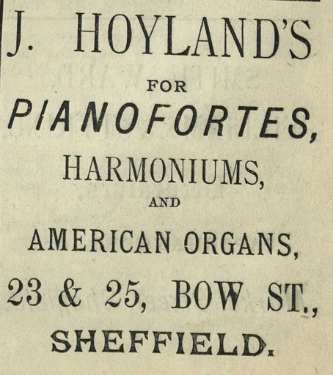 J. HOYLAND'S
FOR
PIANOFORTES,
HARMONIUMS,
AND
AMERICAN ORGANS,
23 & 25, BOW ST.,
SHEFFIELD.